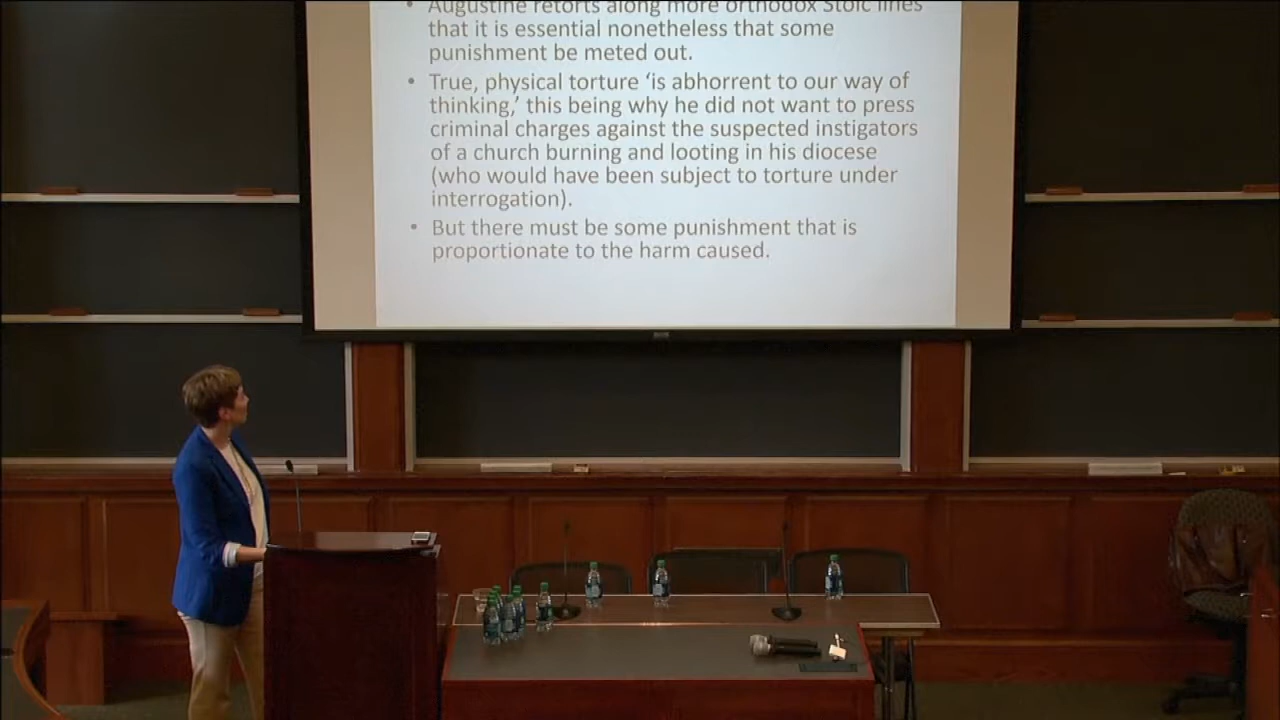 Augustine retorts along more orthodox Stoic lines
that it is essential nonetheless that some
punishment be meted out.
• True, physical torture ‘is abhorrent to our way of
thinking,’ this being why he did not want to press
criminal charges against the suspected instigators
of a church burning and looting in his diocese
(who would have been subject to torture under
interrogation).
• But there must be some punishment that is
proportionate to the harm caused.